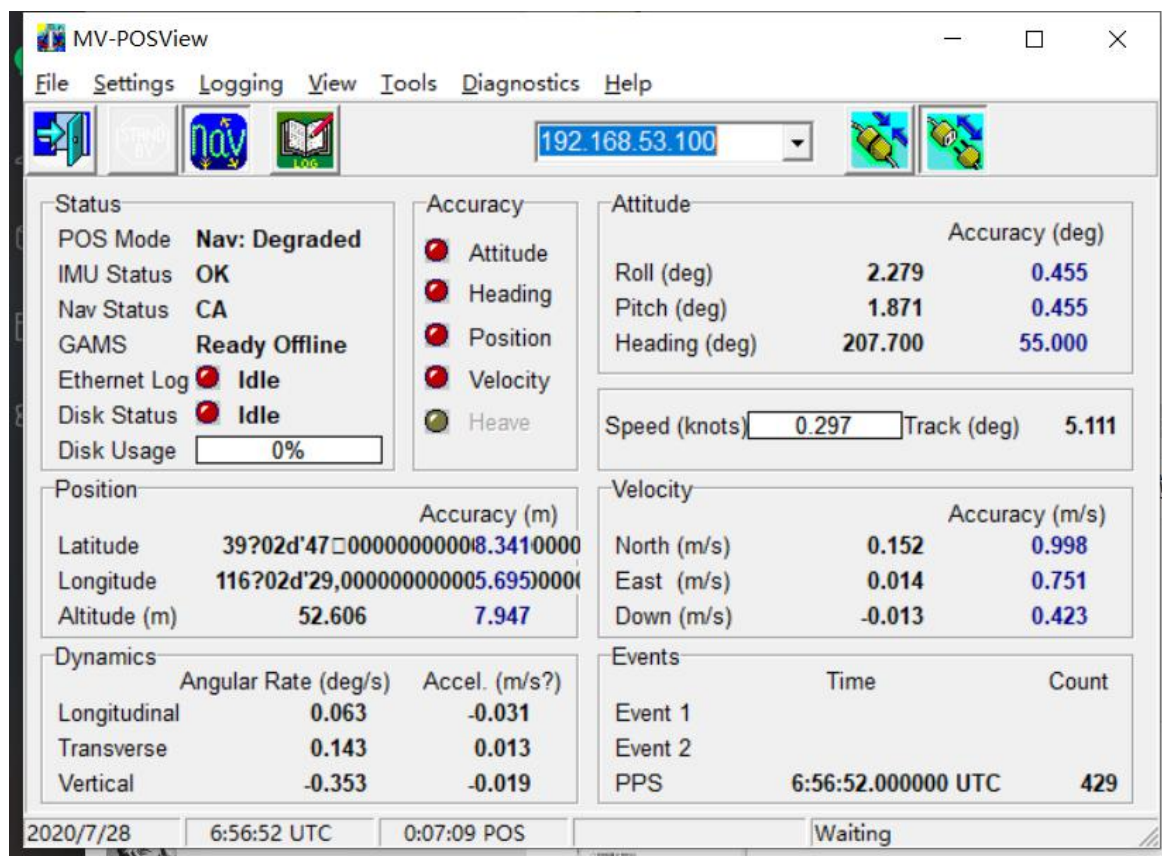 MV-POSView
File Settings Logging View Tools Diagnostics Help
STAND BY nav LOG 192.168.53.100
Status
POS Mode Nav: Degraded
IMU Status OK
Nav Status CA
GAMS Ready Offline
Ethernet Log Idle
Disk Status Idle
Disk Usage 0%
Accuracy
Attitude
Heading
Position
Velocity
Heave
Attitude
Accuracy (deg)
Roll (deg) 2.279 0.455
Pitch (deg) 1.871 0.455
Heading (deg) 207.700 55.000
Speed (knots) 0.297 Track (deg) 5.111
Position
Accuracy (m)
Latitude 39?02d'47□00000000008.3410000
Longitude 116?02d'29,000000000005.6950000
Altitude (m) 52.606 7.947
Velocity
Accuracy (m/s)
North (m/s) 0.152 0.998
East (m/s) 0.014 0.751
Down (m/s) -0.013 0.423
Dynamics
Angular Rate (deg/s) Accel. (m/s?)
Longitudinal 0.063 -0.031
Transverse 0.143 0.013
Vertical -0.353 -0.019
Events
Time Count
Event 1
Event 2
PPS 6:56:52.000000 UTC 429
2020/7/28 6:56:52 UTC 0:07:09 POS Waiting